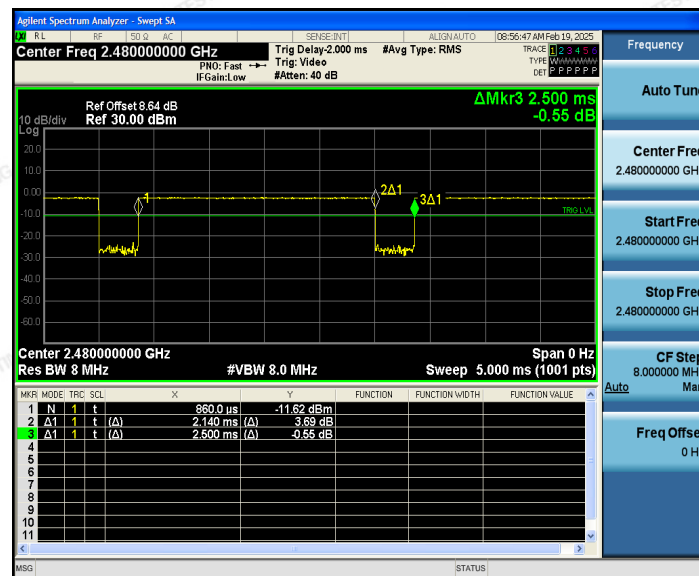 Agilent Spectrum Analyzer - Swept SA
LXI RL RF 50 Ω AC SENSE:INT ALIGNAUTO 08:56:47 AM Feb 19, 2025
Center Freq 2.480000000 GHz
PNO: Fast
IFGain:Low
Trig Delay-2.000 ms
Trig: Video
#Atten: 40 dB
#Avg Type: RMS
TRACE 1 2 3 4 5 6
TYPE W
DET P P P P P P
ΔMkr3 2.500 ms
-0.55 dB
Ref Offset 8.64 dB
10 dB/div Ref 30.00 dBm
Log
20.0
10.0
0.00
-10.0
-20.0
-30.0
-40.0
-50.0
-60.0
1
2Δ1
3Δ1
TRIG LVL
Center 2.480000000 GHz Span 0 Hz
Res BW 8 MHz #VBW 8.0 MHz Sweep 5.000 ms (1001 pts)
MKR MODE TRC SCL X Y FUNCTION FUNCTION WIDTH FUNCTION VALUE
1 N 1 t 860.0 µs -11.62 dBm
2 Δ1 1 t (Δ) 2.140 ms (Δ) 3.69 dB
3 Δ1 1 t (Δ) 2.500 ms (Δ) -0.55 dB
4
5
6
7
8
9
10
11
MSG STATUS
Frequency
Auto Tun
Center Fre
2.480000000 GH
Start Fre
2.480000000 GH
Stop Fre
2.480000000 GH
CF Step
8.000000 MH
Auto Ma
Freq Offse
0 H